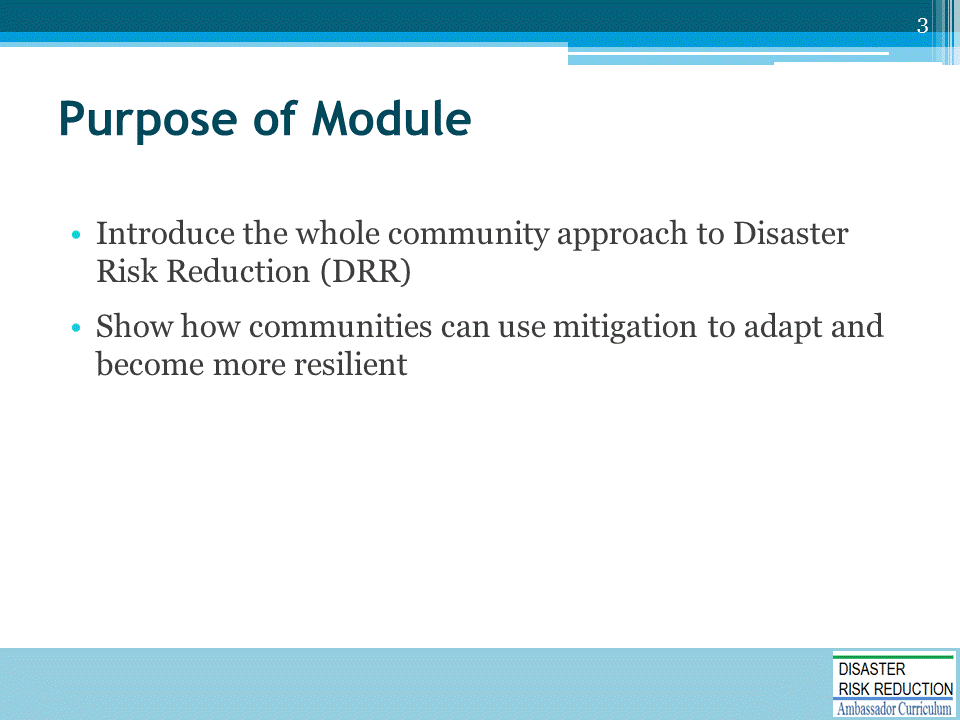 3
Purpose of Module
• Introduce the whole community approach to Disaster
Risk Reduction (DRR)
• Show how communities can use mitigation to adapt and
become more resilient
DISASTER
RISK REDUCTION
Ambassador Curriculum